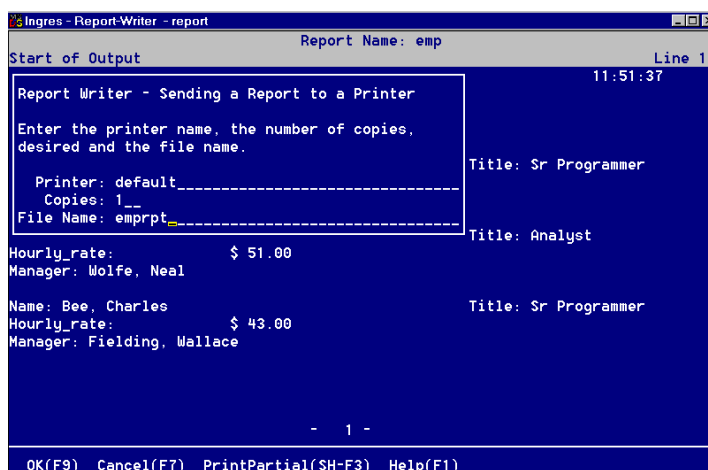 Ingres - Report-Writer - report
Report Name: emp
Start of Output Line 1
11:51:37
Report Writer - Sending a Report to a Printer
Enter the printer name, the number of copies,
desired and the file name.
Title: Sr Programmer
Printer: default
Copies: 1
File Name: emprpt
Title: Analyst
Hourly_rate: $ 51.00
Manager: Wolfe, Neal
Name: Bee, Charles Title: Sr Programmer
Hourly_rate: $ 43.00
Manager: Fielding, Wallace
- 1 -
OK(F9) Cancel(F7) PrintPartial(SH-F3) Help(F1)